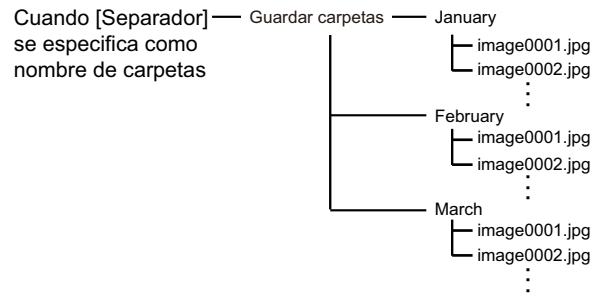 Cuando [Separador]
se especifica como
nombre de carpetas
Guardar carpetas
January
image0001.jpg
image0002.jpg
February
image0001.jpg
image0002.jpg
March
image0001.jpg
image0002.jpg